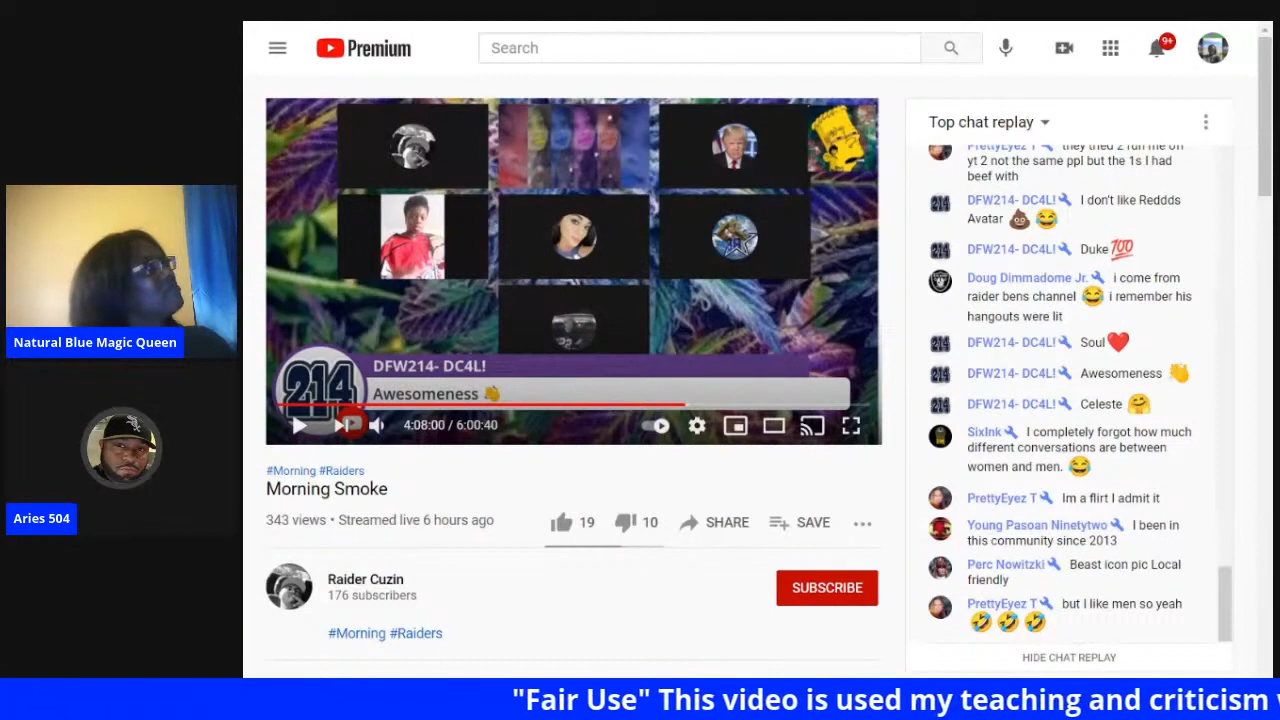 Premium
Search
9+
Natural Blue Magic Queen
Aries 504
214
DFW214- DC4L!
Awesomeness 👏
4:08:00 / 6:00:40
#Morning #Raiders
Morning Smoke
343 views • Streamed live 6 hours ago
19
10
SHARE
SAVE
Raider Cuzin
176 subscribers
SUBSCRIBE
#Morning #Raiders
Top chat replay
PrettyEyez T they tried 2 run me off
yt 2 not the same ppl but the 1s I had
beef with
214
DFW214- DC4L! I don't like Reddds
Avatar 💩 😂
214
DFW214- DC4L! Duke 💯
Doug Dimmadome Jr. i come from
raider bens channel 😂 i remember his
hangouts were lit
214
DFW214- DC4L! Soul ❤️
214
DFW214- DC4L! Awesomeness 👏
214
DFW214- DC4L! Celeste 🤗
SixInk I completely forgot how much
different conversations are between
women and men. 😂
PrettyEyez T Im a flirt I admit it
Young Pasoan Ninetytwo I been in
this community since 2013
Perc Nowitzki Beast icon pic Local
friendly
PrettyEyez T but I like men so yeah
🤣 🤣 🤣
HIDE CHAT REPLAY
"Fair Use" This video is used my teaching and criticism